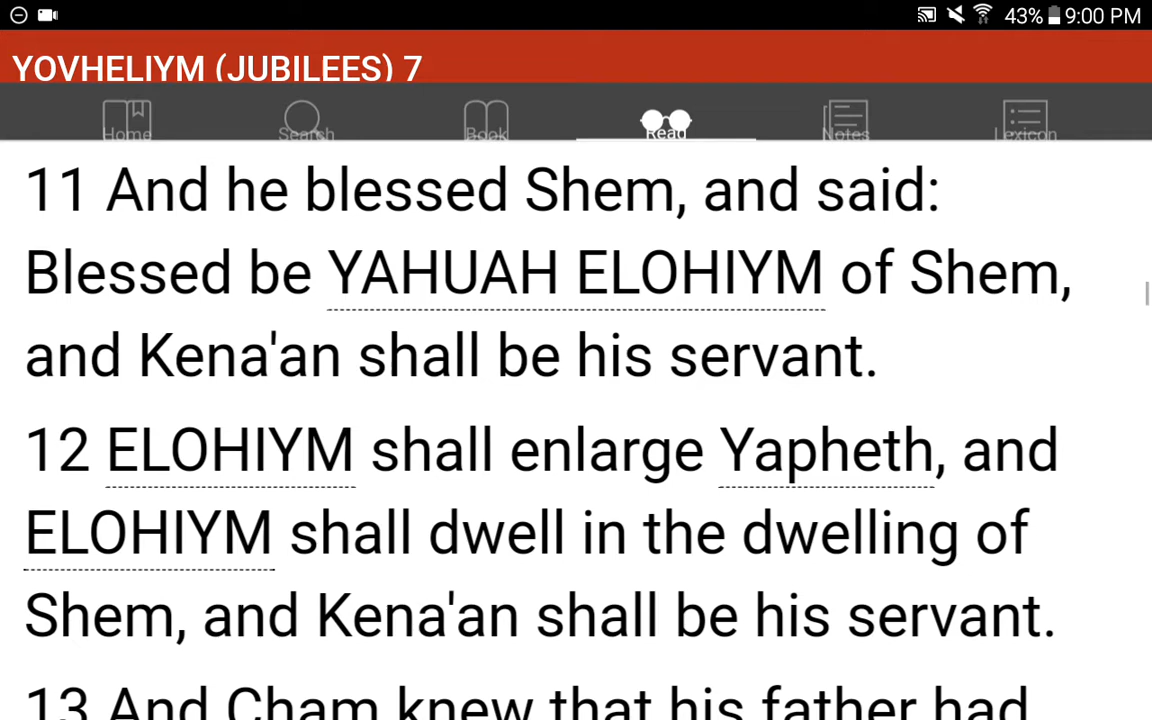 43% 9:00 PM
YOVHELIYM (JUBILEES) 7
Home Search Book Read Notes Lexicon
11 And he blessed Shem, and said:
Blessed be YAHUAH ELOHIYM of Shem,
and Kena'an shall be his servant.
12 ELOHIYM shall enlarge Yapheth, and
ELOHIYM shall dwell in the dwelling of
Shem, and Kena'an shall be his servant.
13 And Cham knew that his father had